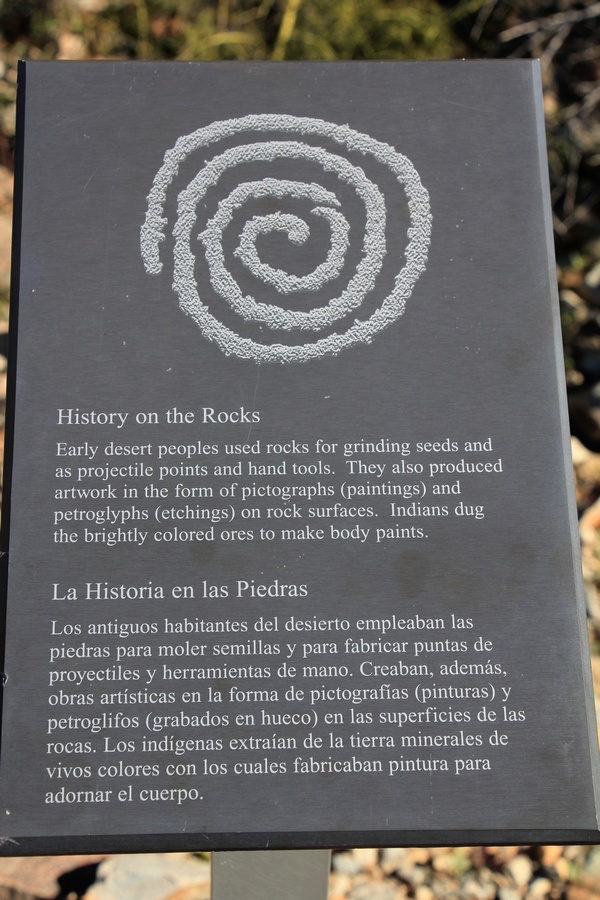 History on the Rocks
Early desert peoples used rocks for grinding seeds and
as projectile points and hand tools. They also produced
artwork in the form of pictographs (paintings) and
petroglyphs (etchings) on rock surfaces. Indians dug
the brightly colored ores to make body paints.
La Historia en las Piedras
Los antiguos habitantes del desierto empleaban las
piedras para moler semillas y para fabricar puntas de
proyectiles y herramientas de mano. Creaban, además,
obras artísticas en la forma de pictografías (pinturas) y
petroglifos (grabados en hueco) en las superficies de las
rocas. Los indígenas extraían de la tierra minerales de
vivos colores con los cuales fabricaban pintura para
adornar el cuerpo.